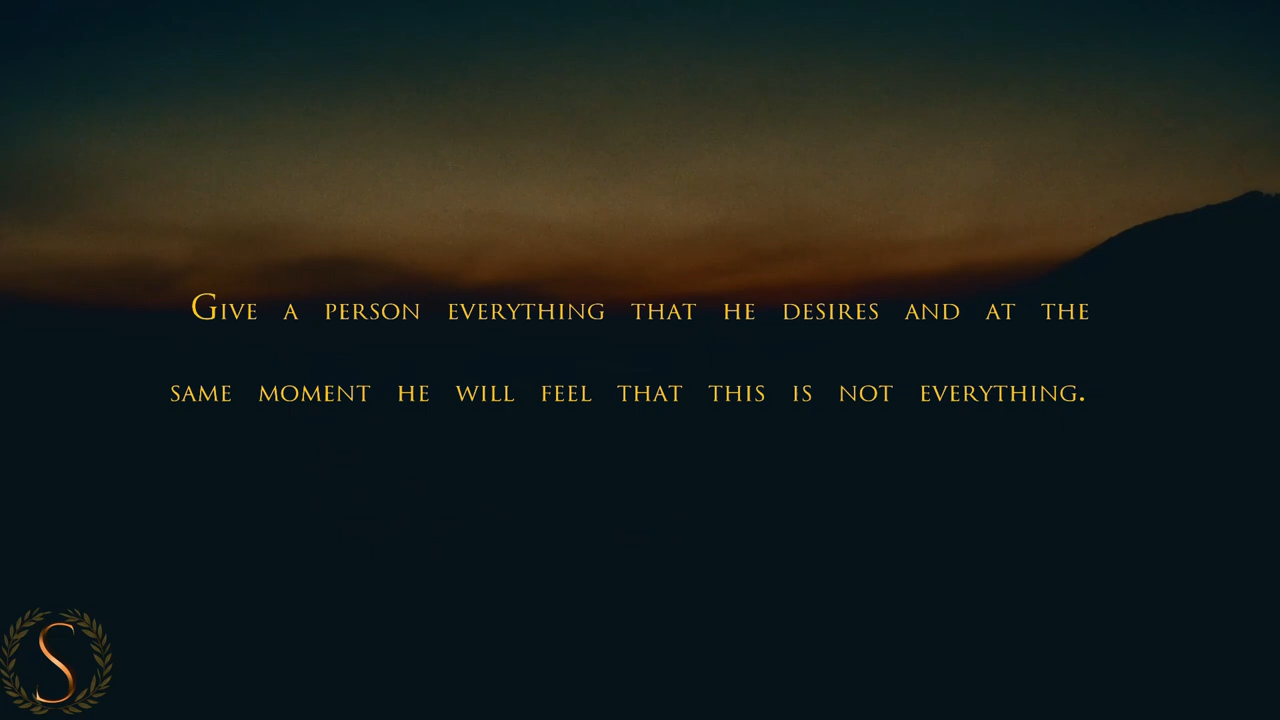 Give a person everything that he desires and at the
same moment he will feel that this is not everything.
S